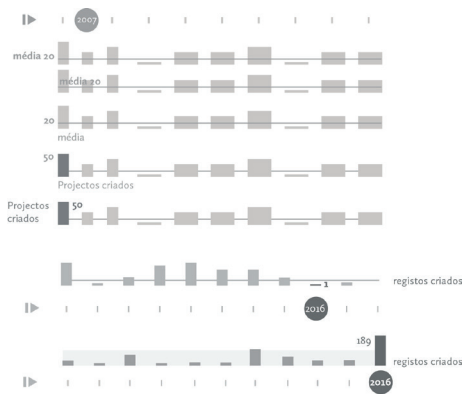 2007
média 20
média 20
20
média
50
Projectos criados
Projectos
criados
50
1
registos criados
2016
189
registos criados
2016